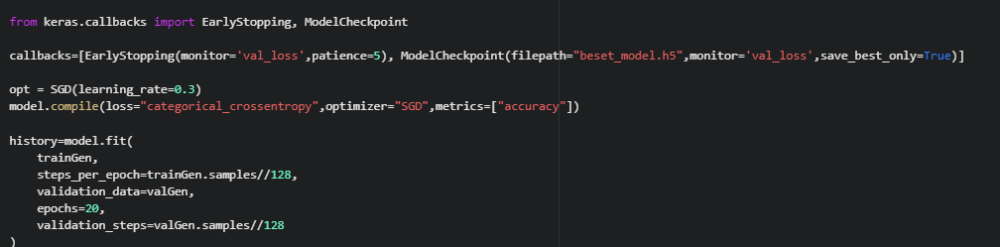 from keras.callbacks import EarlyStopping, ModelCheckpoint
callbacks=[EarlyStopping(monitor='val_loss',patience=5), ModelCheckpoint(filepath="beset_model.h5",monitor='val_loss',save_best_only=True)]
opt = SGD(learning_rate=0.3)
model.compile(loss="categorical_crossentropy",optimizer="SGD",metrics=["accuracy"])
history=model.fit(
    trainGen,
    steps_per_epoch=trainGen.samples//128,
    validation_data=valGen,
    epochs=20,
    validation_steps=valGen.samples//128
)